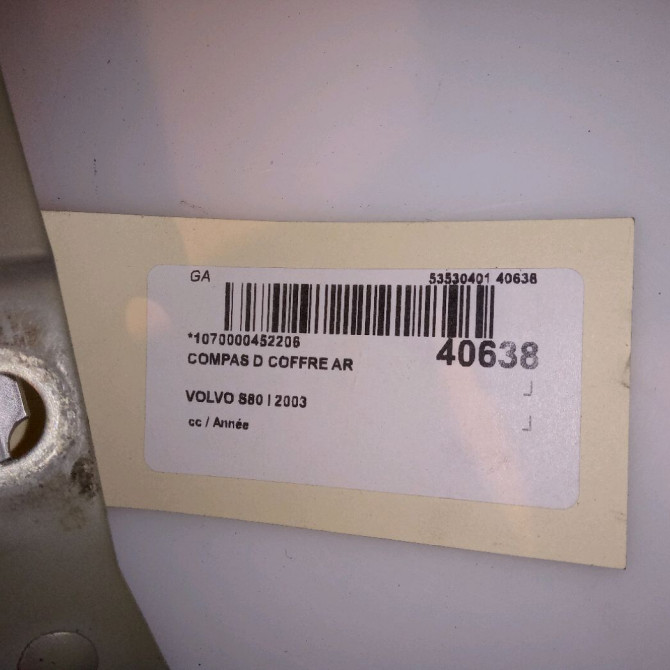 GA 53530401 40638
*1070000452206 40638
COMPAS D COFFRE AR
VOLVO S80 I 2003
cc / Année